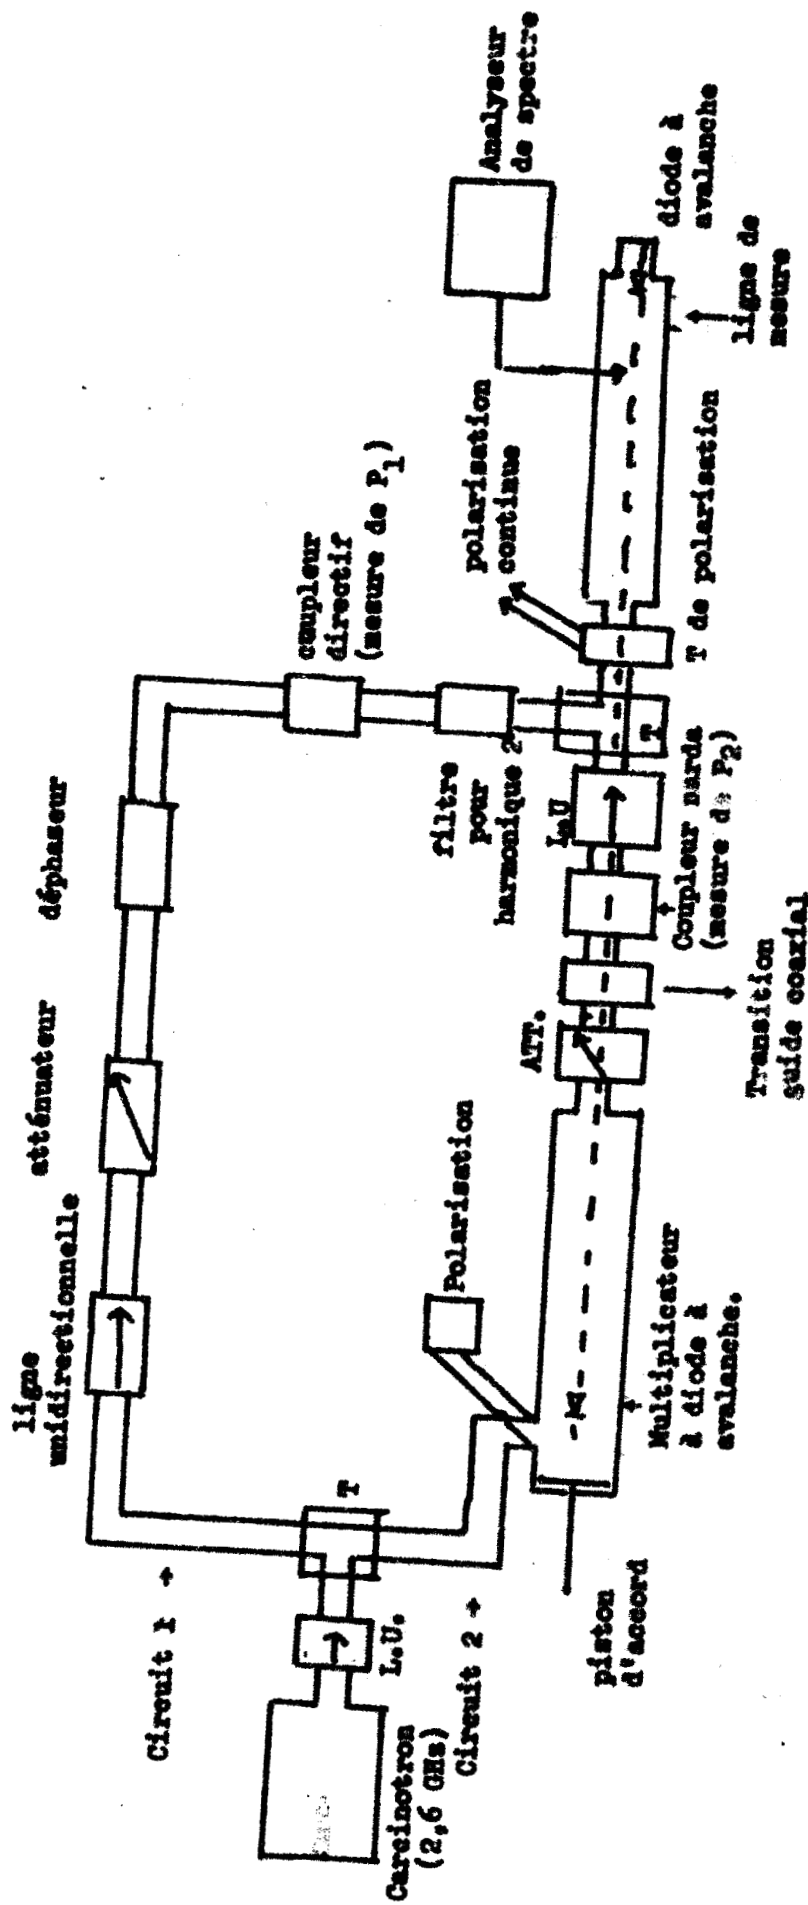 Carcinotron
(2,6 GHz)
L.U.
T
Circuit 1 →
Circuit 2 →
ligne
unidirectionnelle
atténuateur
déphaseur
coupleur
directif
(mesure de P1)
filtre
pour
harmonique 2
polarisation
continue
Analyseur
de spectre
diode à
avalanche
ligne de
mesure
T de polarisation
T
L.U
Coupleur narda
(mesure de P2)
Transition
guide coaxial
ATT.
Polarisation
Multiplicateur
à diode à
avalanche.
piston
d'accord